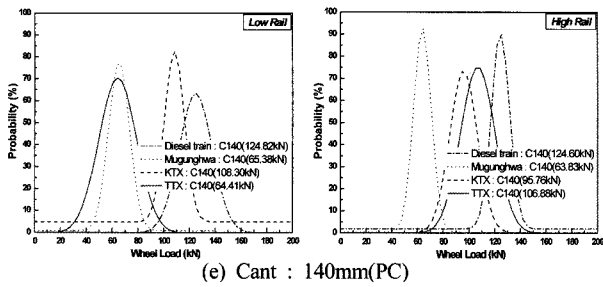 Low Rail
100
90
80
70
60
50
40
30
20
10
0
Probability (%)
Diesel train : C140(124.82kN)
Mugunghwa : C140(65.38kN)
KTX : C140(108.30kN)
TTX : C140(64.41kN)
0 20 40 60 80 100 120 140 160 180 200
Wheel Load (kN)
High Rail
100
90
80
70
60
50
40
30
20
10
0
Probability (%)
Diesel train : C140(124.60kN)
Mugunghwa : C140(63.83kN)
KTX : C140(95.76kN)
TTX : C140(106.88kN)
0 20 40 60 80 100 120 140 160 180 200
Wheel Load (kN)
(e) Cant : 140mm(PC)